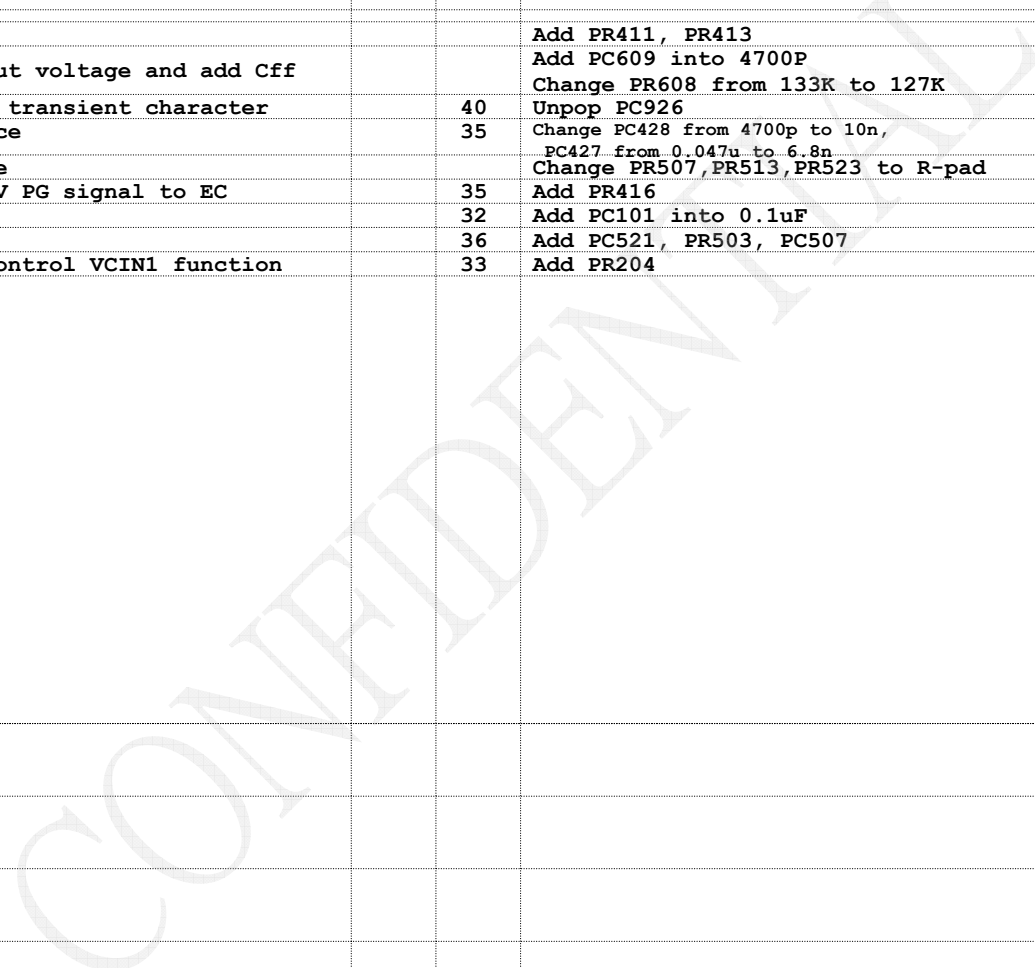 Add PR411, PR413
ut voltage and add Cff
Add PC609 into 4700P
Change PR608 from 133K to 127K
transient character 40 Unpop PC926
ce 35 Change PC428 from 4700p to 10n,
PC427 from 0.047u to 6.8n
e Change PR507,PR513,PR523 to R-pad
V PG signal to EC 35 Add PR416
32 Add PC101 into 0.1uF
36 Add PC521, PR503, PC507
ontrol VCIN1 function 33 Add PR204
CONFIDENTIAL